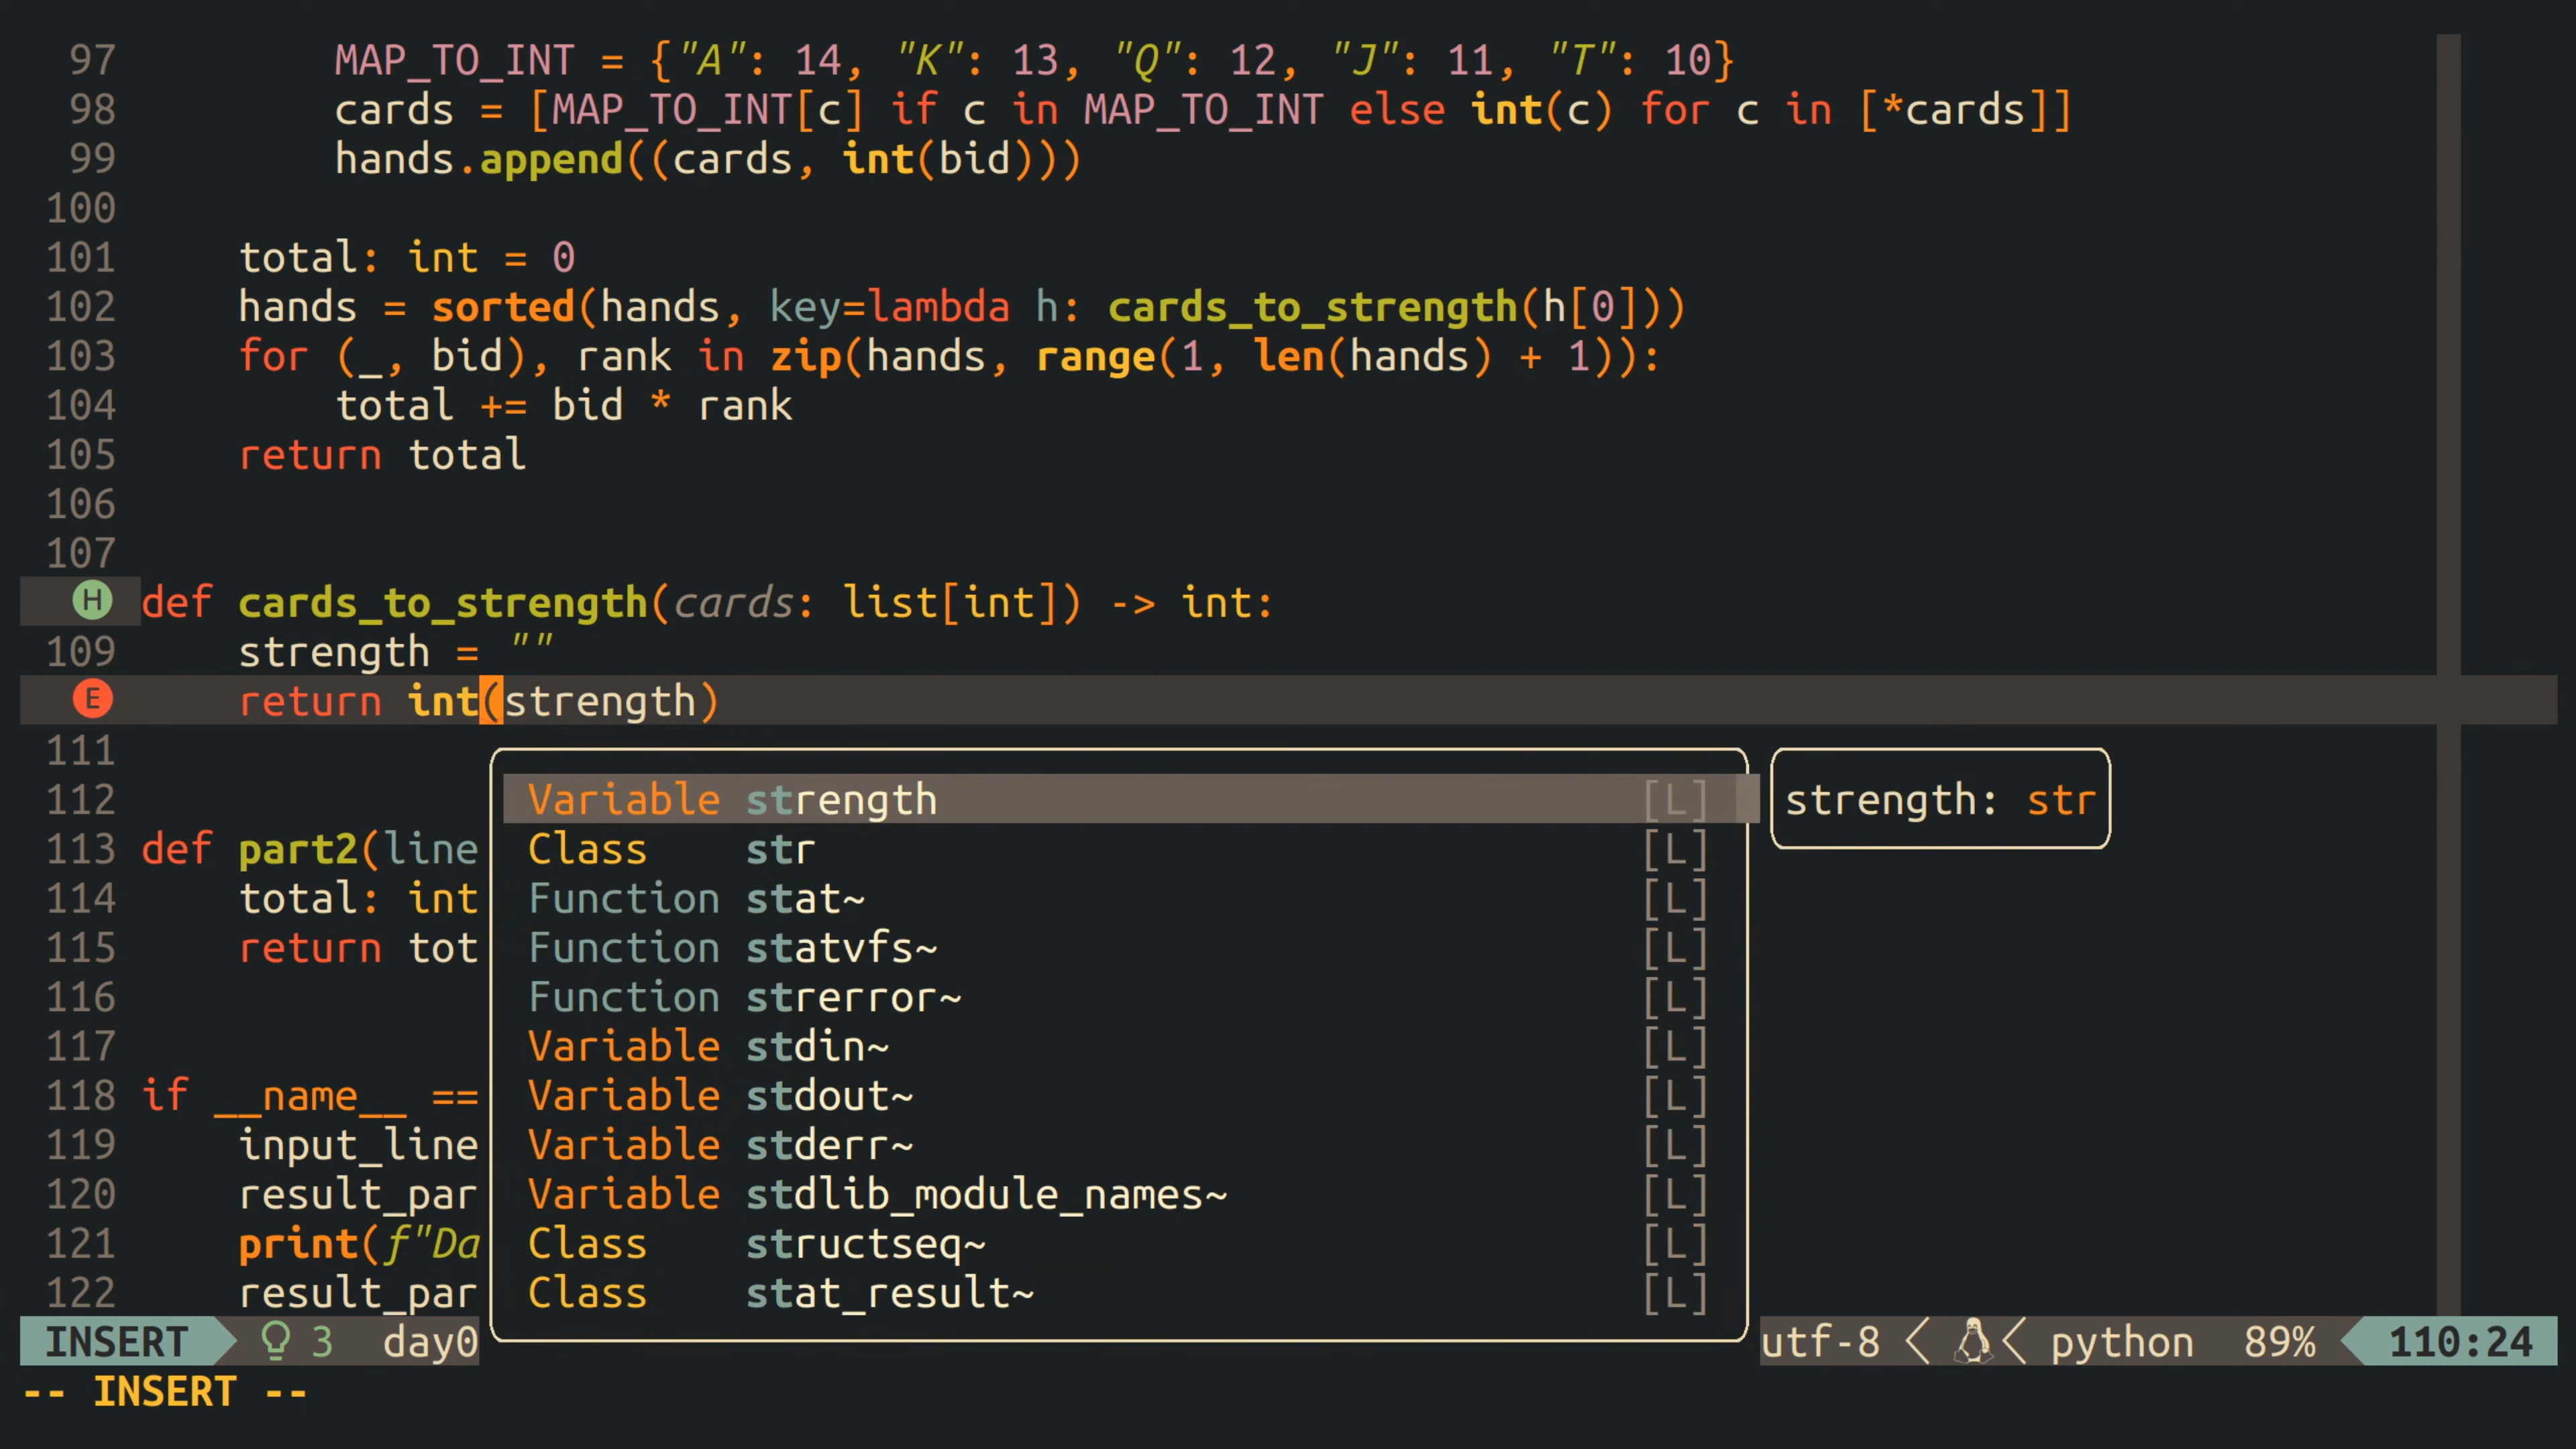 97 MAP_TO_INT = {"A": 14, "K": 13, "Q": 12, "J": 11, "T": 10}
98 cards = [MAP_TO_INT[c] if c in MAP_TO_INT else int(c) for c in [*cards]]
99 hands.append((cards, int(bid)))
100
101 total: int = 0
102 hands = sorted(hands, key=lambda h: cards_to_strength(h[0]))
103 for (_, bid), rank in zip(hands, range(1, len(hands) + 1)):
104 total += bid * rank
105 return total
106
107
H def cards_to_strength(cards: list[int]) -> int:
109 strength = ""
E return int(strength)
111
112 Variable strength [L] strength: str
113 def part2(line Class str [L]
114 total: int Function stat~ [L]
115 return tot Function statvfs~ [L]
116 Function strerror~ [L]
117 Variable stdin~ [L]
118 if __name__ == Variable stdout~ [L]
119 input_line Variable stderr~ [L]
120 result_par Variable stdlib_module_names~ [L]
121 print(f"Da Class structseq~ [L]
122 result_par Class stat_result~ [L]
INSERT 3 day0 utf-8 < < python 89% 110:24
-- INSERT --